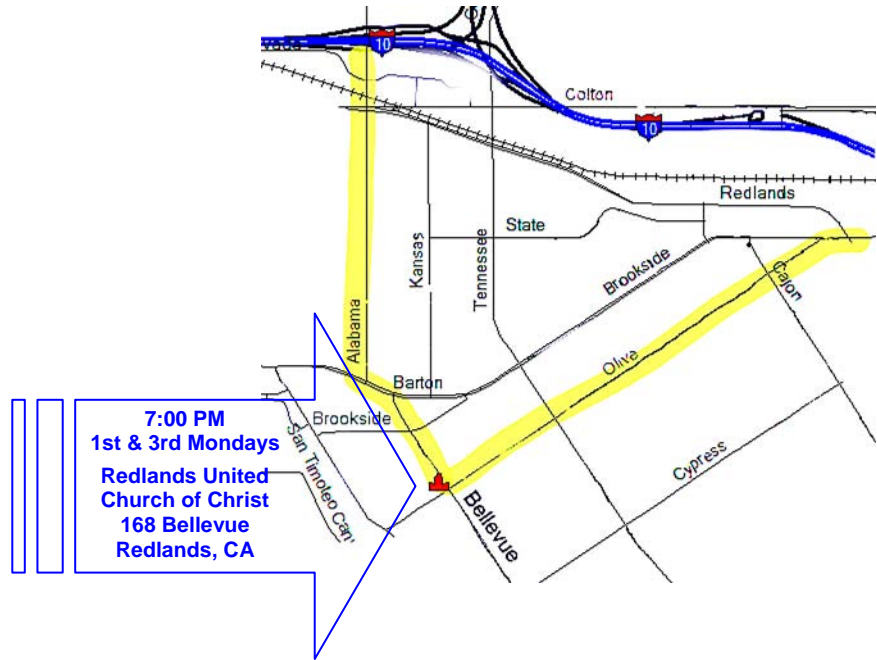 10
Colton
10
Redlands
State
Kansas
Tennessee
Brookside
Cajon
Alabama
Olive
Barton
Brookside
7:00 PM
1st & 3rd Mondays
Redlands United
Church of Christ
168 Bellevue
Redlands, CA
San Timoteo Can
Cypress
Bellevue